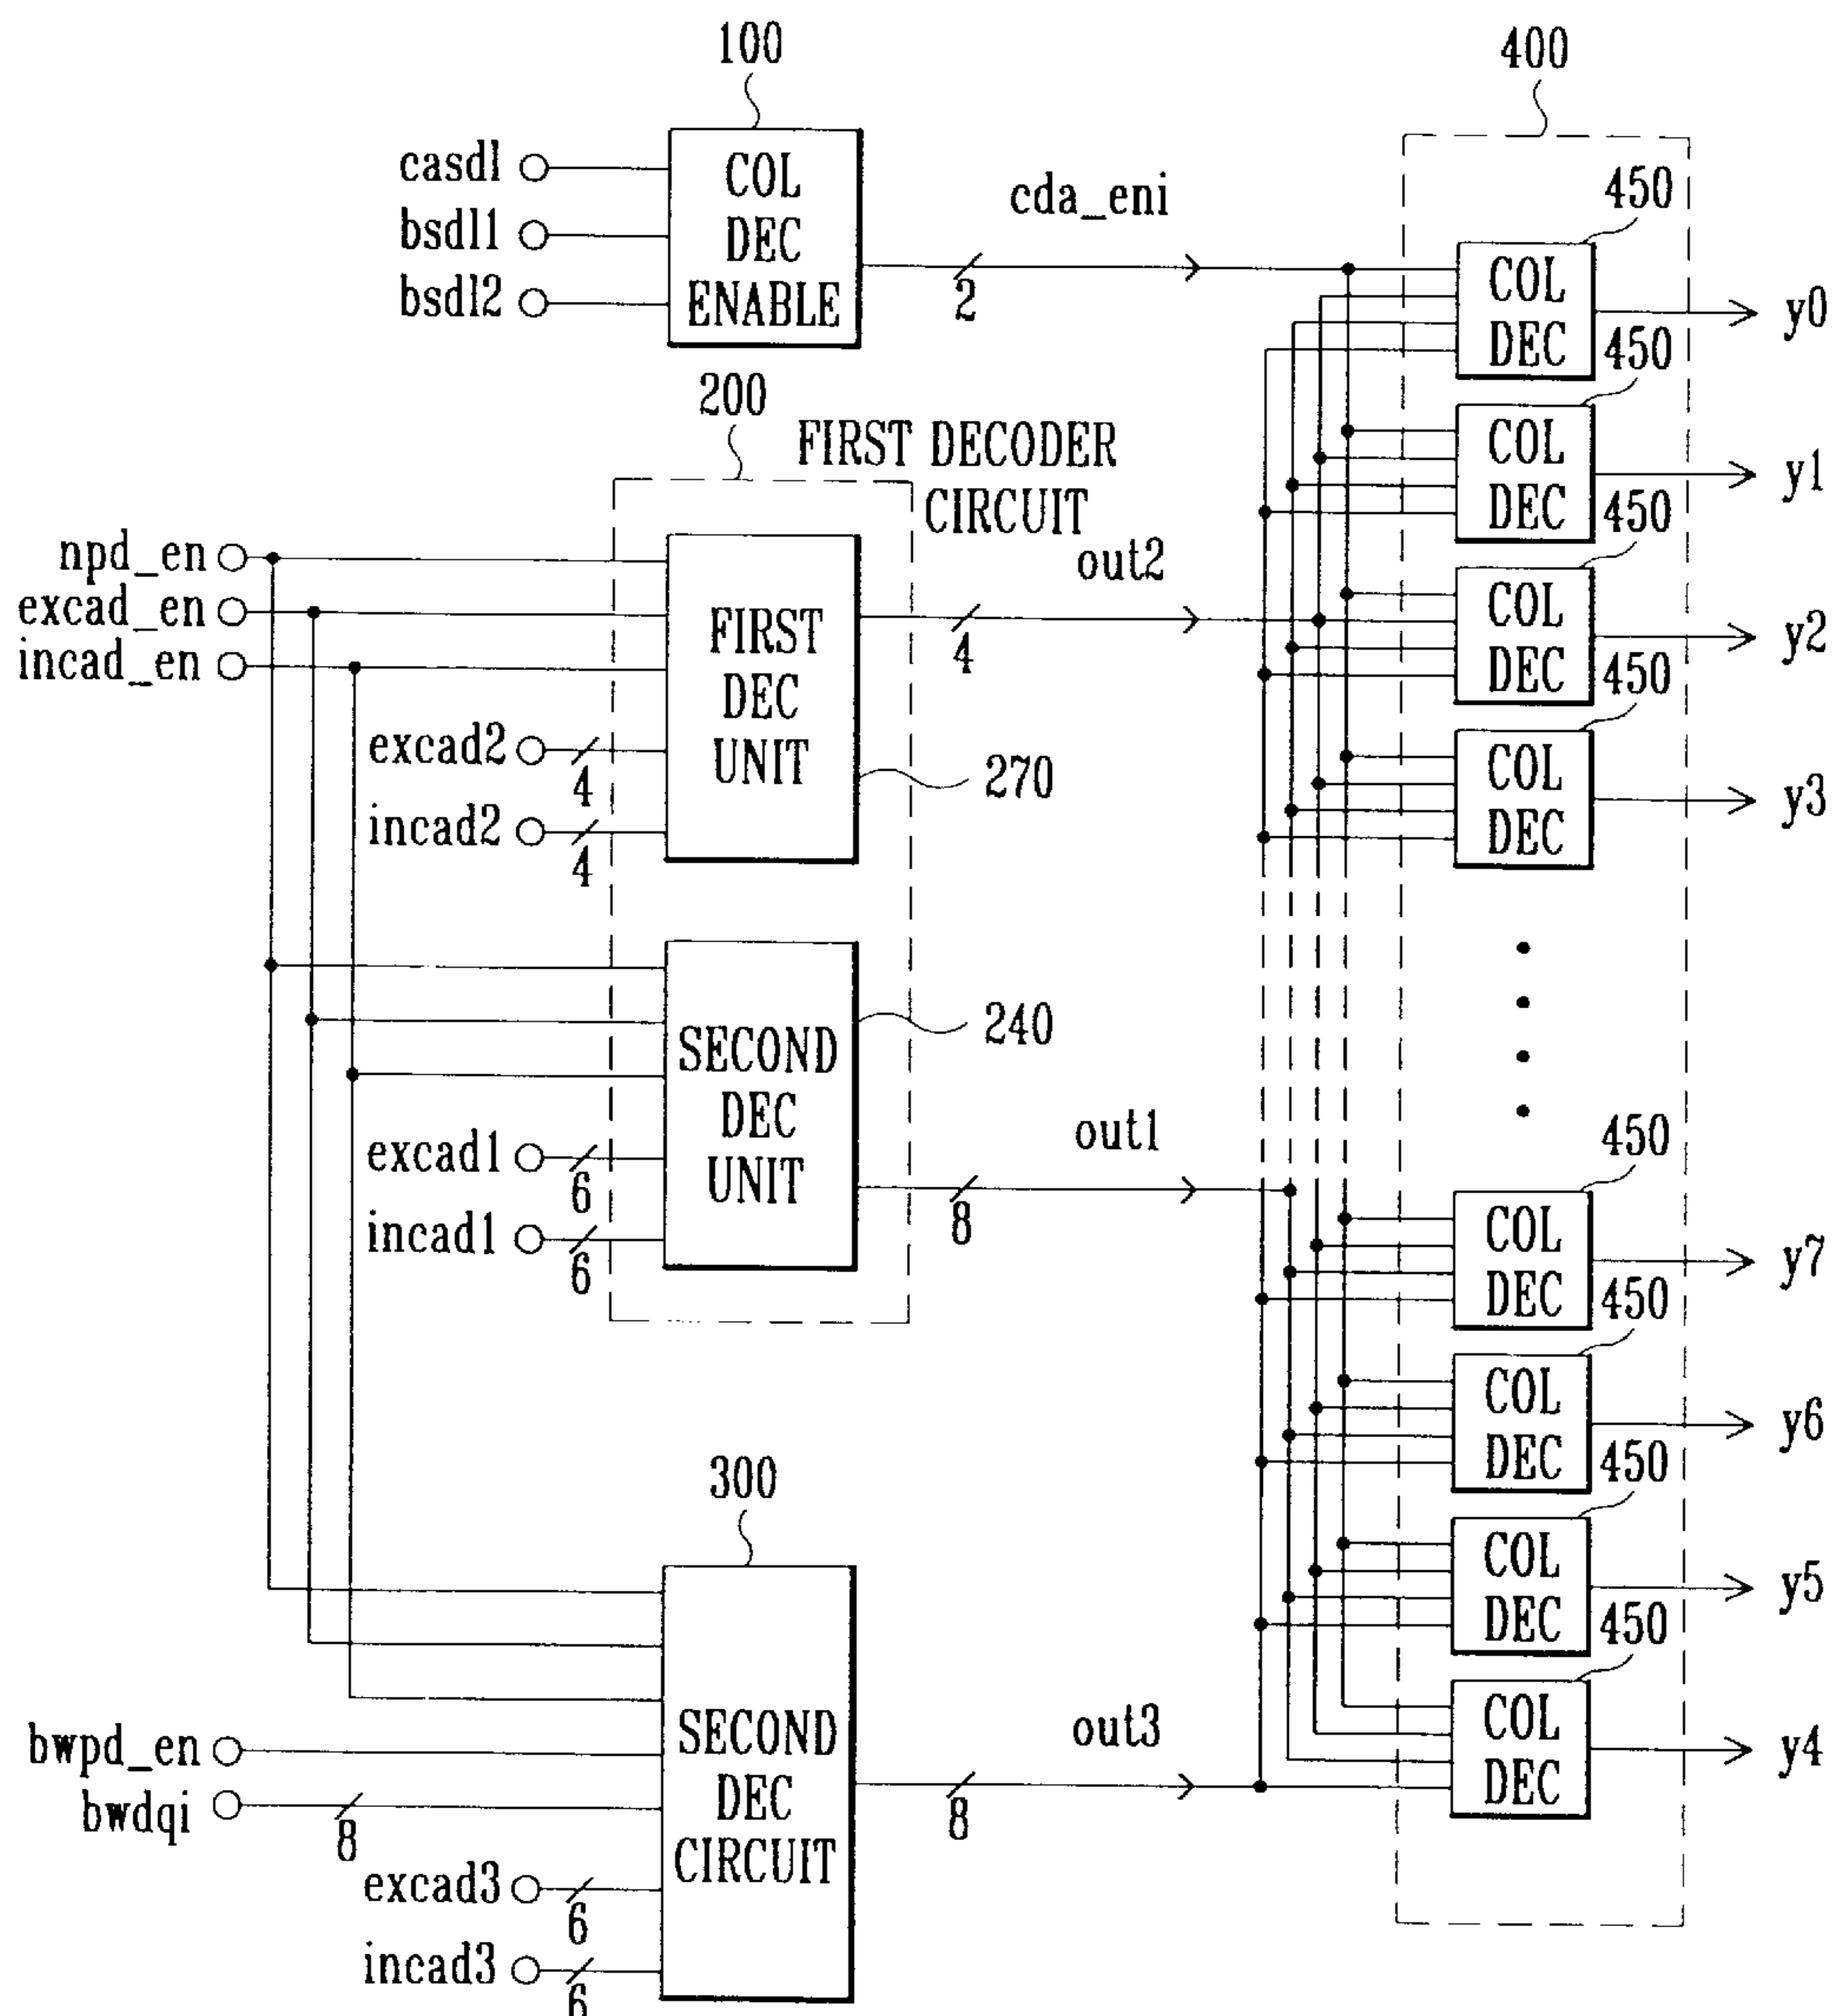 100
400
casdl
bsdl1
bsdl2
COL
DEC
ENABLE
cda_eni
2
450
COL
DEC
y0
450
COL
DEC
y1
450
COL
DEC
y2
450
COL
DEC
y3
200
FIRST DECODER
CIRCUIT
npd_en
excad_en
incad_en
FIRST
DEC
UNIT
out2
4
excad2
4
incad2
4
270
SECOND
DEC
UNIT
240
excad1
6
incad1
6
out1
8
450
COL
DEC
y7
450
COL
DEC
y6
450
COL
DEC
y5
450
COL
DEC
y4
300
SECOND
DEC
CIRCUIT
bwpd_en
bwdqi
8
excad3
6
incad3
6
out3
8